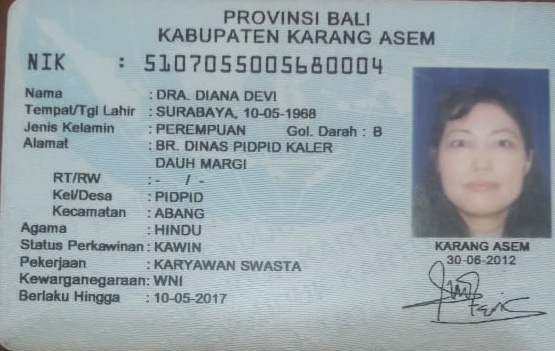 PROVINSI BALI
KABUPATEN KARANG ASEM
NIK : 5107055005680004
Nama : DRA. DIANA DEVI
Tempat/Tgl Lahir : SURABAYA, 10-05-1968
Jenis Kelamin : PEREMPUAN Gol. Darah : B
Alamat : BR. DINAS PIDPID KALER
DAUH MARGI
RT/RW : - / -
Kel/Desa : PIDPID
Kecamatan : ABANG
Agama : HINDU
Status Perkawinan : KAWIN
Pekerjaan : KARYAWAN SWASTA
Kewarganegaraan : WNI
Berlaku Hingga : 10-05-2017
KARANG ASEM
30-06-2012